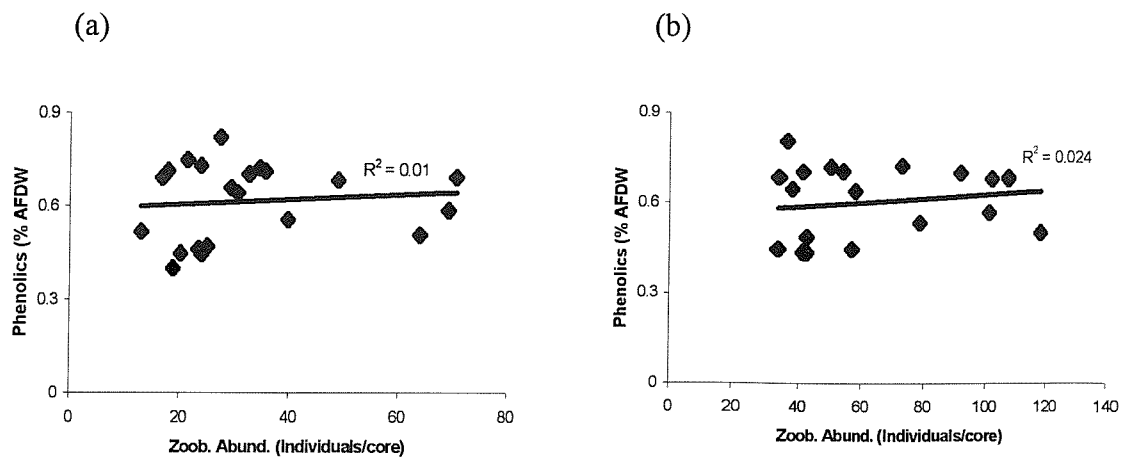 (a)
0.9
0.6
0.3
0
Phenolics (% AFDW)
R² = 0.01
0 20 40 60 80
Zoob. Abund. (Individuals/core)
(b)
0.9
0.6
0.3
0
Phenolics (% AFDW)
R² = 0.024
0 20 40 60 80 100 120 140
Zoob. Abund. (Individuals/core)